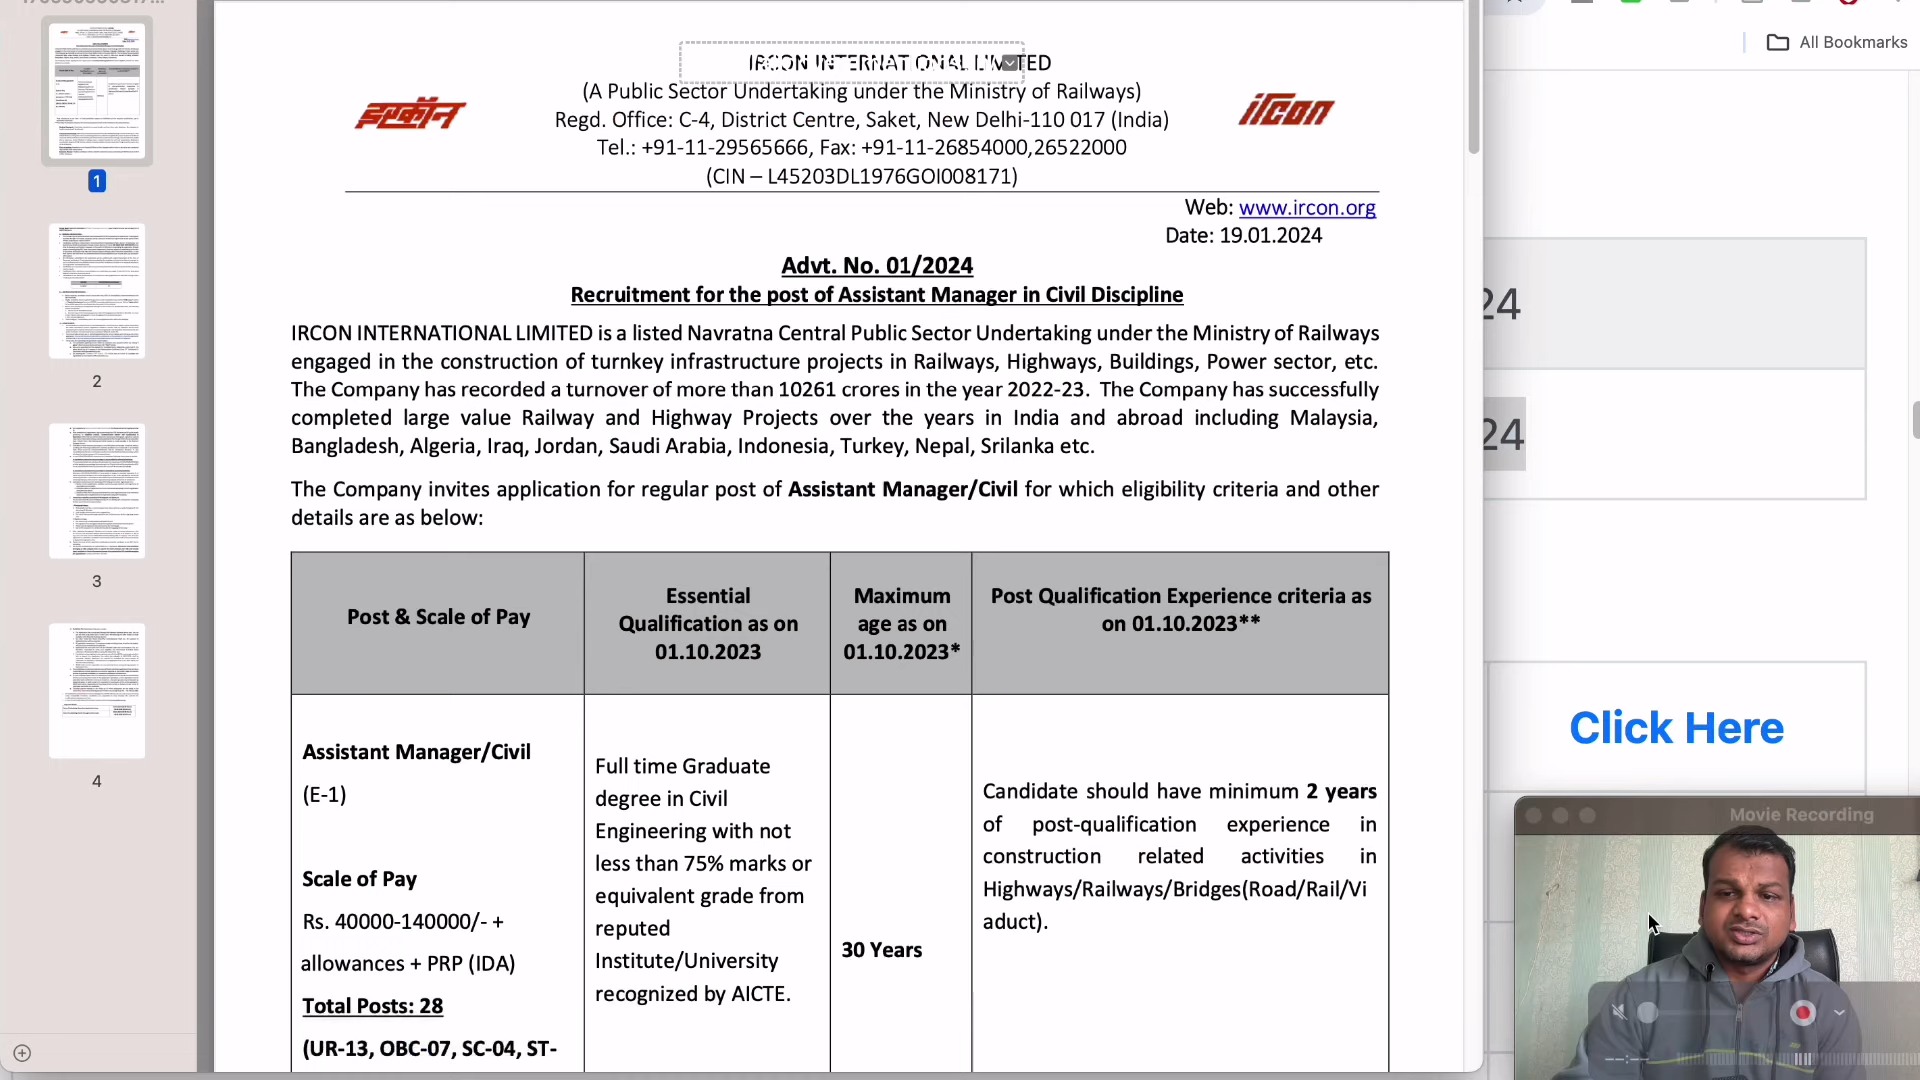 All Bookmarks
(A Public Sector Undertaking under the Ministry of Railways)
इरकॉन
ircon
Regd. Office: C-4, District Centre, Saket, New Delhi-110 017 (India)
Tel.: +91-11-29565666, Fax: +91-11-26854000,26522000
(CIN – L45203DL1976GOI008171)
Web: www.ircon.org
Date: 19.01.2024
Advt. No. 01/2024
Recruitment for the post of Assistant Manager in Civil Discipline
IRCON INTERNATIONAL LIMITED is a listed Navratna Central Public Sector Undertaking under the Ministry of Railways
engaged in the construction of turnkey infrastructure projects in Railways, Highways, Buildings, Power sector, etc.
The Company has recorded a turnover of more than 10261 crores in the year 2022-23. The Company has successfully
completed large value Railway and Highway Projects over the years in India and abroad including Malaysia,
Bangladesh, Algeria, Iraq, Jordan, Saudi Arabia, Indonesia, Turkey, Nepal, Srilanka etc.
The Company invites application for regular post of Assistant Manager/Civil for which eligibility criteria and other
details are as below:
Post & Scale of Pay
Essential
Qualification as on
01.10.2023
Maximum
age as on
01.10.2023*
Post Qualification Experience criteria as
on 01.10.2023**
Assistant Manager/Civil
(E-1)
Scale of Pay
Rs. 40000-140000/- +
allowances + PRP (IDA)
Total Posts: 28
(UR-13, OBC-07, SC-04, ST-
Full time Graduate
degree in Civil
Engineering with not
less than 75% marks or
equivalent grade from
reputed
Institute/University
recognized by AICTE.
30 Years
Candidate should have minimum 2 years
of post-qualification experience in
construction related activities in
Highways/Railways/Bridges(Road/Rail/Vi
aduct).
1
2
3
4
24
24
Click Here
Movie Recording